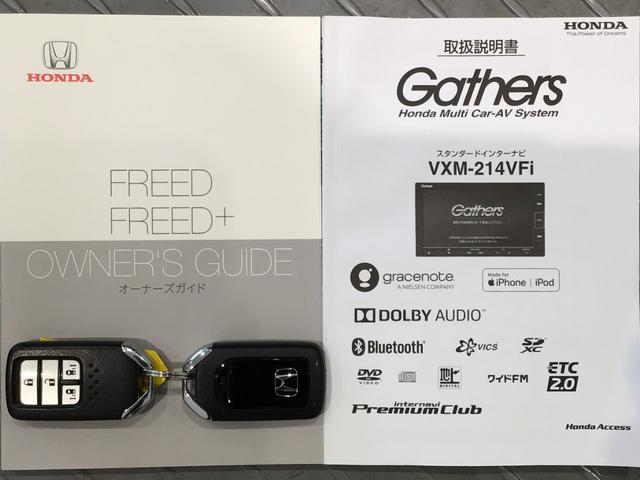 HONDA
FREED
FREED+
OWNER'S GUIDE
オーナーズガイド
HONDA
The Power of Dreams
取扱説明書
Gathers
Honda Multi Car-AV System
スタンダードインターナビ
VXM-214VFi
Gathers
Gathers
gracenote.
A NIELSEN COMPANY
Made for
iPhone | iPod
DOLBY AUDIO™
Bluetooth®
VICS
SD XC
DVD VIDEO
ワイドFM
ETC 2.0
internavi
Premium Club
Honda Access